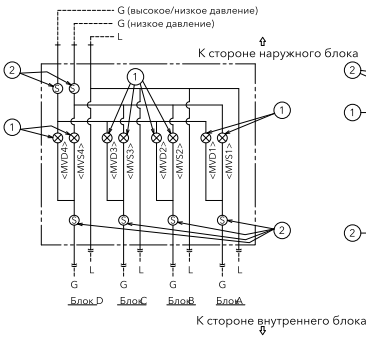 G (высокое/низкое давление)
G (низкое давление)
L
К стороне наружного блока
2
2
1
1
1
1
<MVD4>
<MVS4>
<MVD3>
<MVS3>
<MVD2>
<MVS2>
<MVD1>
<MVS1>
S
S
S
S
S
S
2
2
2
L
L
L
L
G
G
G
G
Блок D
Блок C
Блок B
Блок A
К стороне внутреннего блока